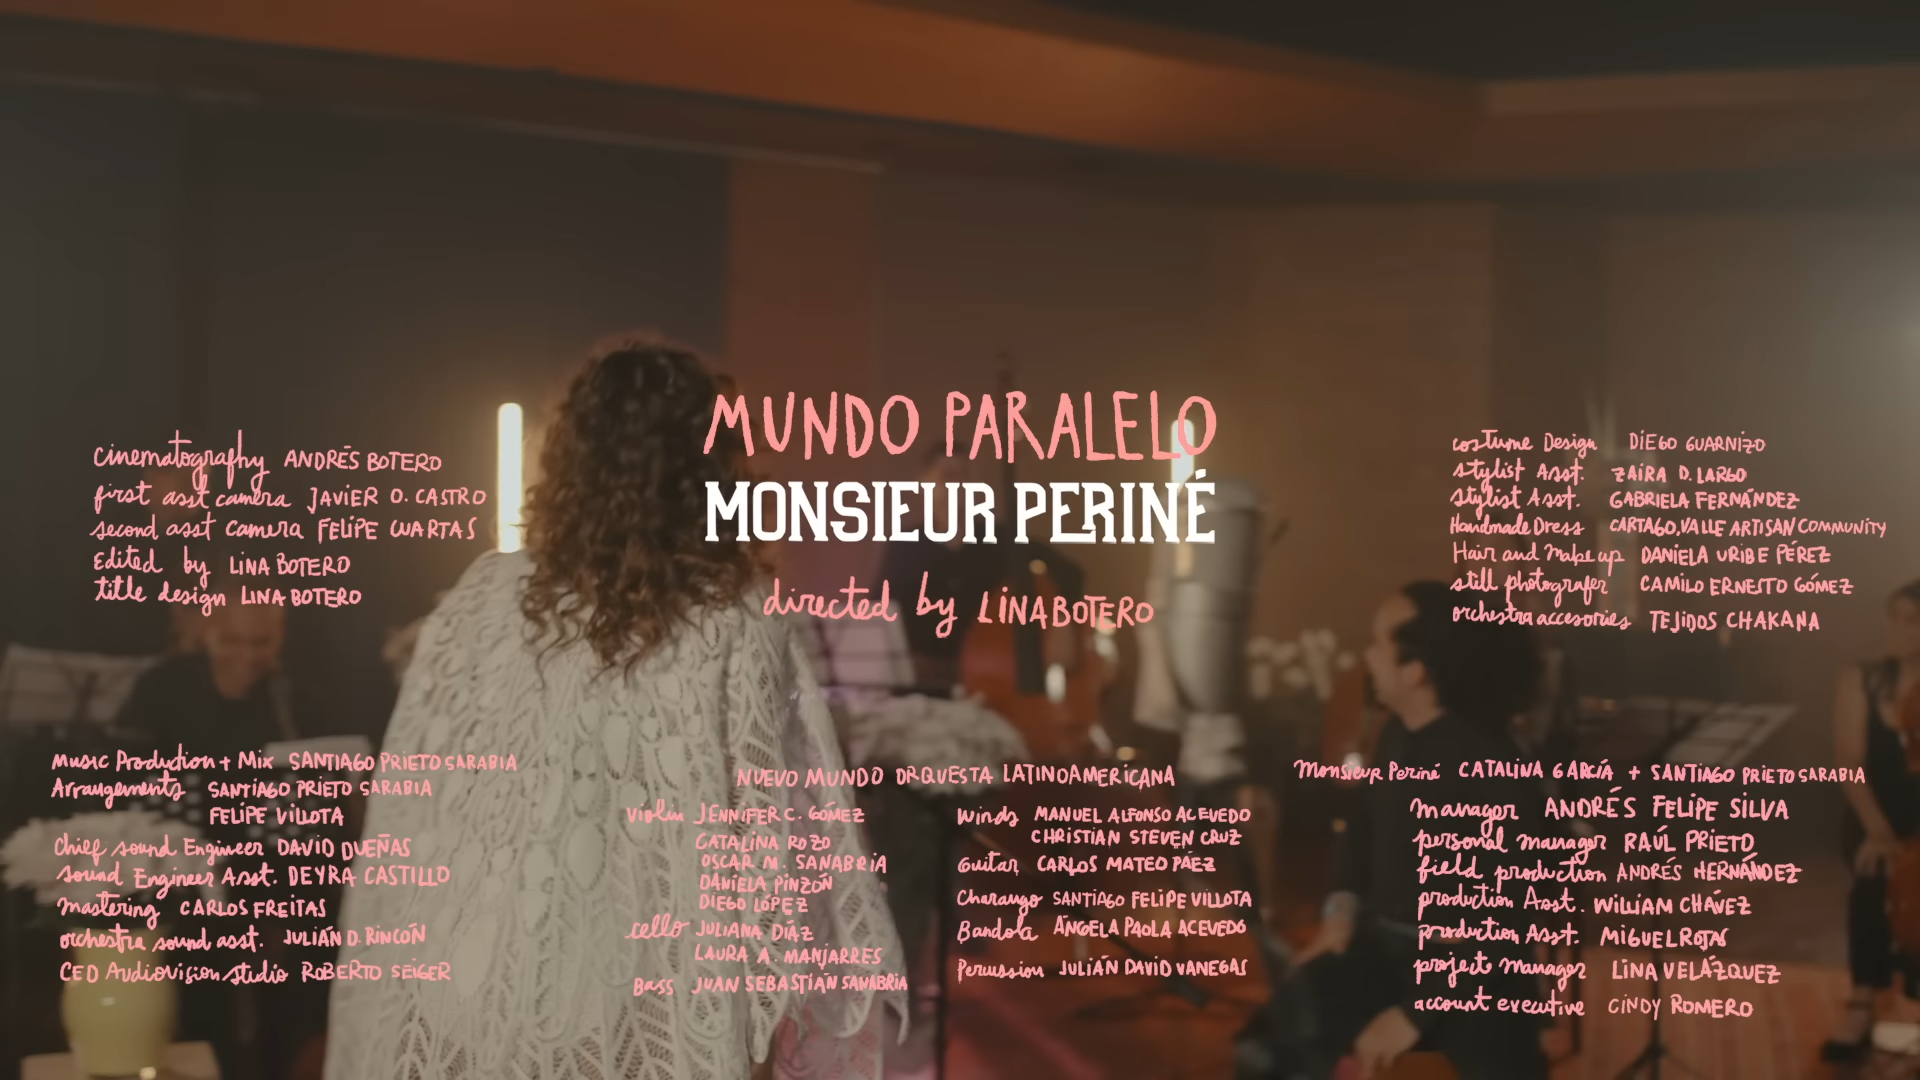 MUNDO PARALELO
MONSIEUR PERINÉ
directed by LINA BOTERO
cinematography ANDRÉS BOTERO
first asst camera JAVIER O. CASTRO
second asst camera FELIPE CUARTAS
Edited by LINA BOTERO
title design LINA BOTERO
costume Design DIEGO GUARNIZO
stylist Asst. ZAIRA D. LARGO
stylist Asst. GABRIELA FERNÁNDEZ
Handmade Dress CARTAGO, VALLE ARTISAN COMMUNITY
Hair and Make up DANIELA URIBE PÉREZ
still photografer CAMILO ERNESTO GÓMEZ
orchestra accesories TEJIDOS CHAKANA
Music Production + Mix SANTIAGO PRIETO SARABIA
Arrangements SANTIAGO PRIETO SARABIA
FELIPE VILLOTA
Chief sound Engineer DAVID DUEÑAS
sound Engineer Asst. DEYRA CASTILLO
mastering CARLOS FREITAS
orchestra sound asst. JULIÁN D. RINCÓN
CEO Audiovision studio ROBERTO SEIGER
NUEVO MUNDO ORQUESTA LATINOAMERICANA
violin JENNIFER C. GÓMEZ
CATALINA ROZO
OSCAR M. SANABRIA
DANIELA PINZÓN
DIEGO LÓPEZ
cello JULIANA DÍAZ
LAURA A. MANJARRES
Bass JUAN SEBASTIÁN SANABRIA
Winds MANUEL ALFONSO ACEVEDO
CHRISTIAN STEVEN CRUZ
Guitar CARLOS MATEO PÁEZ
Charango SANTIAGO FELIPE VILLOTA
Bandola ÁNGELA PAOLA ACEVEDO
Percussion JULIÁN DAVID VANEGAS
Monsieur Periné CATALINA GARCÍA + SANTIAGO PRIETO SARABIA
manager ANDRÉS FELIPE SILVA
personal manager RAÚL PRIETO
field production ANDRÉS HERNÁNDEZ
production Asst. WILLIAM CHÁVEZ
production Asst. MIGUEL ROJAS
project manager LINA VELÁZQUEZ
account executive CINDY ROMERO